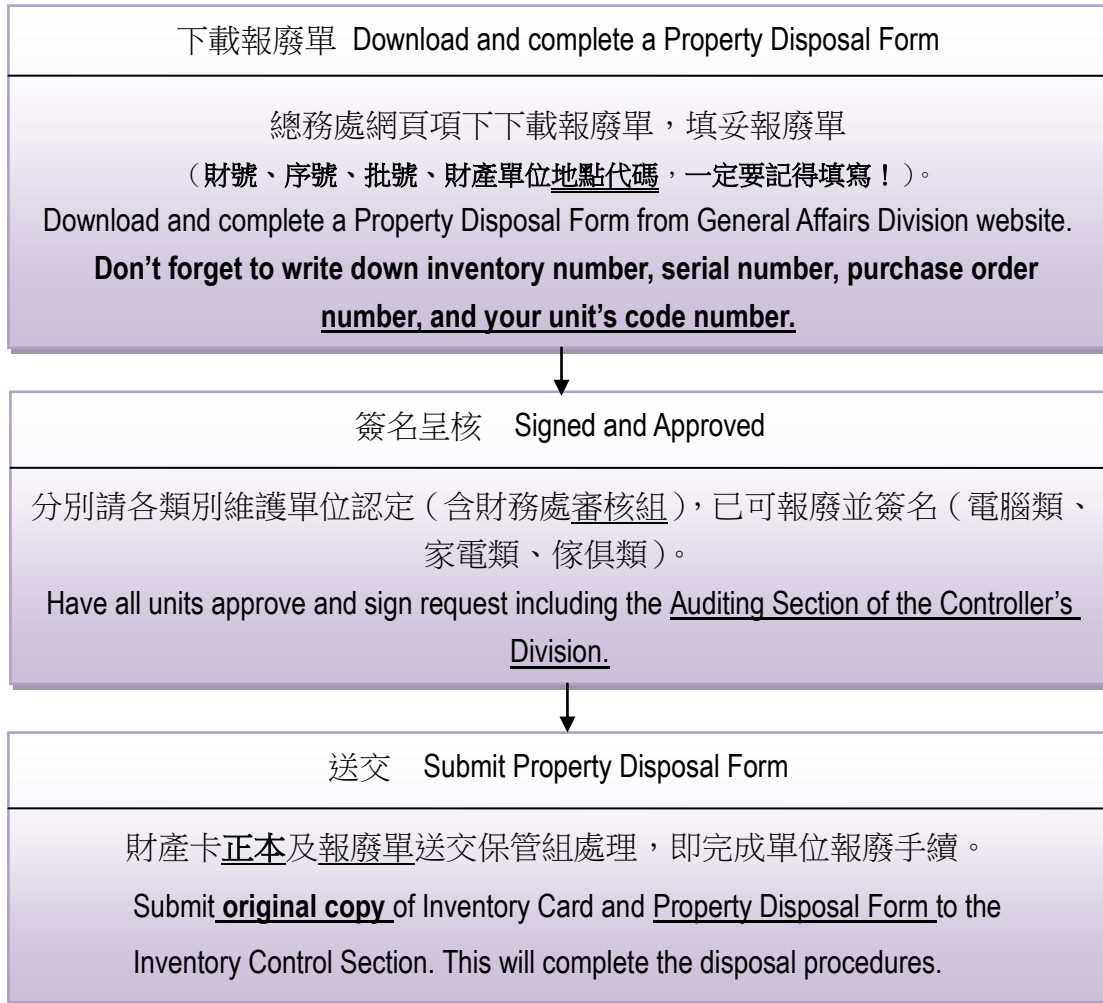 下載報廢單 Download and complete a Property Disposal Form
總務處網頁項下下載報廢單，填妥報廢單
（財號、序號、批號、財產單位地點代碼，一定要記得填寫！）。
Download and complete a Property Disposal Form from General Affairs Division website.
Don’t forget to write down inventory number, serial number, purchase order
number, and your unit’s code number.
簽名呈核 Signed and Approved
分別請各類別維護單位認定（含財務處審核組），已可報廢並簽名（電腦類、
家電類、傢俱類）。
Have all units approve and sign request including the Auditing Section of the Controller’s
Division.
送交 Submit Property Disposal Form
財產卡正本及報廢單送交保管組處理，即完成單位報廢手續。
Submit original copy of Inventory Card and Property Disposal Form to the
Inventory Control Section. This will complete the disposal procedures.